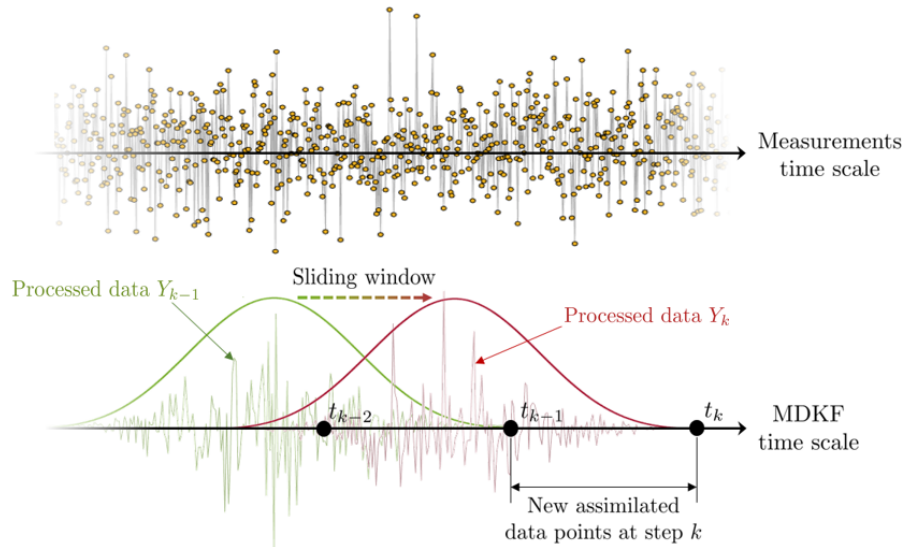 Measurements
time scale
Sliding window
Processed data $Y_{k-1}$
Processed data $Y_k$
$t_{k-2}$
$t_{k-1}$
$t_k$
MDKF
time scale
New assimilated
data points at step $k$